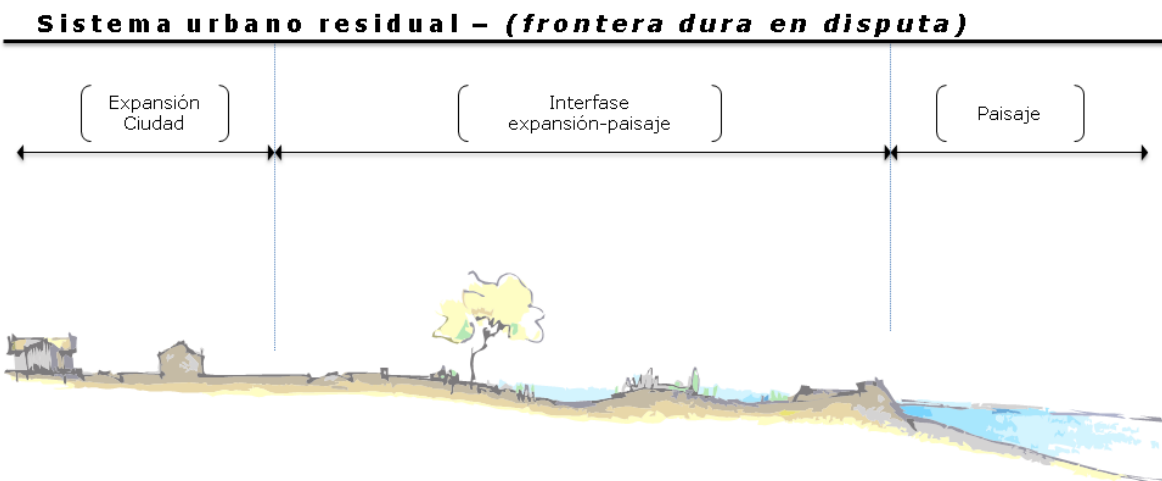 Sistema urbano residual – (frontera dura en disputa)
Expansión
Ciudad
Interfase
expansión-paisaje
Paisaje